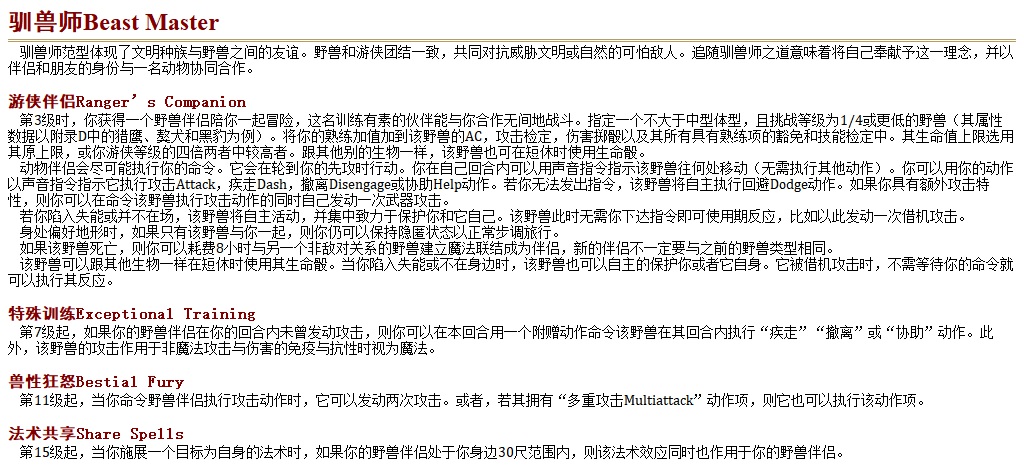 驯兽师Beast Master
驯兽师范型体现了文明种族与野兽之间的友谊。野兽和游侠团结一致，共同对抗威胁文明或自然的可怕敌人。追随驯兽师之道意味着将自己奉献予这一理念，并以
伴侣和朋友的身份与一名动物协同合作。
游侠伴侣Ranger’s Companion
第3级时，你获得一个野兽伴侣陪你一起冒险，这名训练有素的伙伴能与你合作无间地战斗。指定一个不大于中型体型，且挑战等级为1/4或更低的野兽（其属性
数据以附录D中的猎鹰、獒犬和黑豹为例）。将你的熟练加值加到该野兽的AC，攻击检定，伤害掷骰以及其所有具有熟练项的豁免和技能检定中。其生命值上限选用
其原上限，或你游侠等级的四倍两者中较高者。跟其他别的生物一样，该野兽也可在短休时使用生命骰。
动物伴侣会尽可能执行你的命令。它会在轮到你的先攻时行动。你在自己回合内可以用声音指令指示该野兽往何处移动（无需执行其他动作）。你可以用你的动作
以声音指令指示它执行攻击Attack，疾走Dash，撤离Disengage或协助Help动作。若你无法发出指令，该野兽将自主执行回避Dodge动作。如果你具有额外攻击特
性，则你可以在命令该野兽执行攻击动作的同时自己发动一次武器攻击。
若你陷入失能或并不在场，该野兽将自主活动，并集中致力于保护你和它自己。该野兽此时无需你下达指令即可使用期反应，比如以此发动一次借机攻击。
身处偏好地形时，如果只有该野兽与你一起，则你仍可以保持隐匿状态以正常步调旅行。
如果该野兽死亡，则你可以耗费8小时与另一个非敌对关系的野兽建立魔法联结成为伴侣，新的伴侣不一定要与之前的野兽类型相同。
该野兽可以跟其他生物一样在短休时使用其生命骰。当你陷入失能或不在身边时，该野兽也可以自主的保护你或者它自身。它被借机攻击时，不需等待你的命令就
可以执行其反应。
特殊训练Exceptional Training
第7级起，如果你的野兽伴侣在你的回合内未曾发动攻击，则你可以在本回合用一个附赠动作命令该野兽在其回合内执行“疾走”“撤离”或“协助”动作。此
外，该野兽的攻击作用于非魔法攻击与伤害的免疫与抗性时视为魔法。
兽性狂怒Bestial Fury
第11级起，当你命令野兽伴侣执行攻击动作时，它可以发动两次攻击。或者，若其拥有“多重攻击Multiattack”动作项，则它也可以执行该动作项。
法术共享Share Spells
第15级起，当你施展一个目标为自身的法术时，如果你的野兽伴侣处于你身边30尺范围内，则该法术效应同时也作用于你的野兽伴侣。